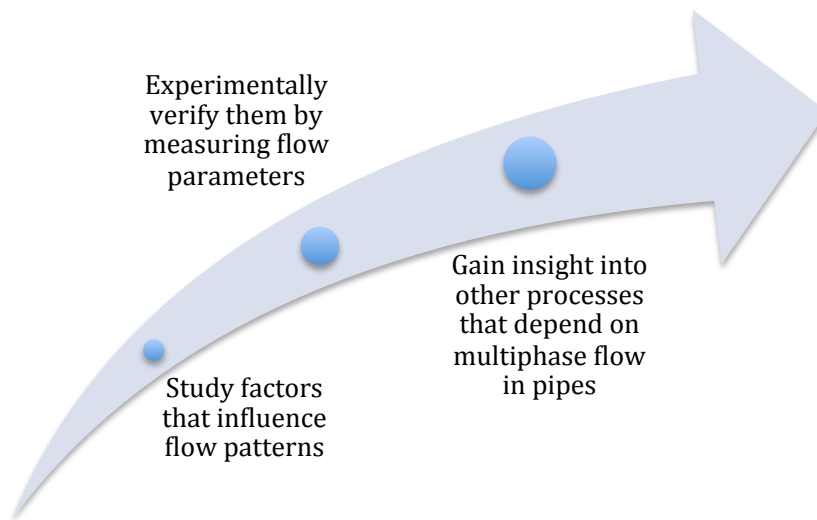 Experimentally
verify them by
measuring flow
parameters
Gain insight into
other processes
that depend on
multiphase flow
in pipes
Study factors
that influence
flow patterns